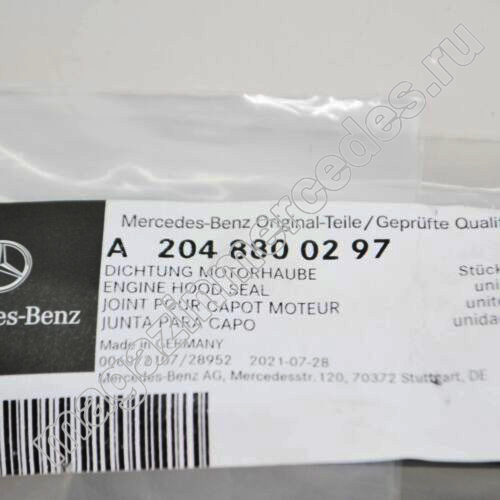 Mercedes-Benz Original-Teile/Geprüfte Qualit
A 204 880 02 97
DICHTUNG MOTORHAUBE
Stück
ENGINE HOOD SEAL
uni
JOINT POUR CAPOT MOTEUR
unit
JUNTA PARA CAPO
unida
Made in GERMANY
2021-07-28
Mercedes-Benz AG, Mercedesstr. 120, 70372 Stuttgart, DE
es-Benz